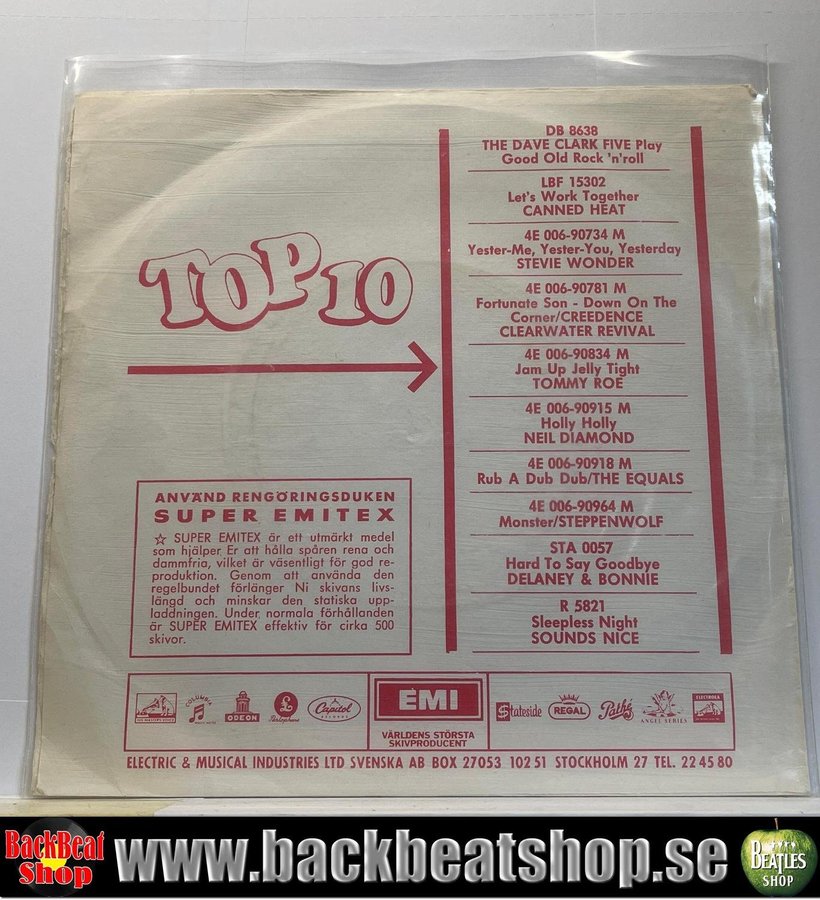 TOP 10
DB 8638
THE DAVE CLARK FIVE Play
Good Old Rock 'n'roll
LBF 15302
Let's Work Together
CANNED HEAT
4E 006-90734 M
Yester-Me, Yester-You, Yesterday
STEVIE WONDER
4E 006-90781 M
Fortunate Son - Down On The
Corner/CREEDENCE
CLEARWATER REVIVAL
4E 006-90834 M
Jam Up Jelly Tight
TOMMY ROE
4E 006-90915 M
Holly Holly
NEIL DIAMOND
4E 006-90918 M
Rub A Dub Dub/THE EQUALS
4E 006-90964 M
Monster/STEPPENWOLF
STA 0057
Hard To Say Goodbye
DELANEY & BONNIE
R 5821
Sleepless Night
SOUNDS NICE
ANVÄND RENGÖRINGSDUKEN
SUPER EMITEX
☆ SUPER EMITEX är ett utmärkt medel
som hjälper Er att hålla spåren rena och
dammfria, vilket är väsentligt för god re-
produktion. Genom att använda den
regelbundet förlänger Ni skivans livs-
längd och minskar den statiska upp-
laddningen. Under normala förhållanden
är SUPER EMITEX effektiv för cirka 500
skivor.
COLUMBIA
ODEON
£
Parlophone
Capitol
RECORDS
EMI
VÄRLDENS STÖRSTA
SKIVPRODUCENT
Stateside
REGAL
Pathé
ANGEL SERIES
ELECTROLA
ELECTRIC & MUSICAL INDUSTRIES LTD SVENSKA AB BOX 27053 102 51 STOCKHOLM 27 TEL. 22 45 80
BackBeat
Shop
www.backbeatshop.se
BEATLES
SHOP